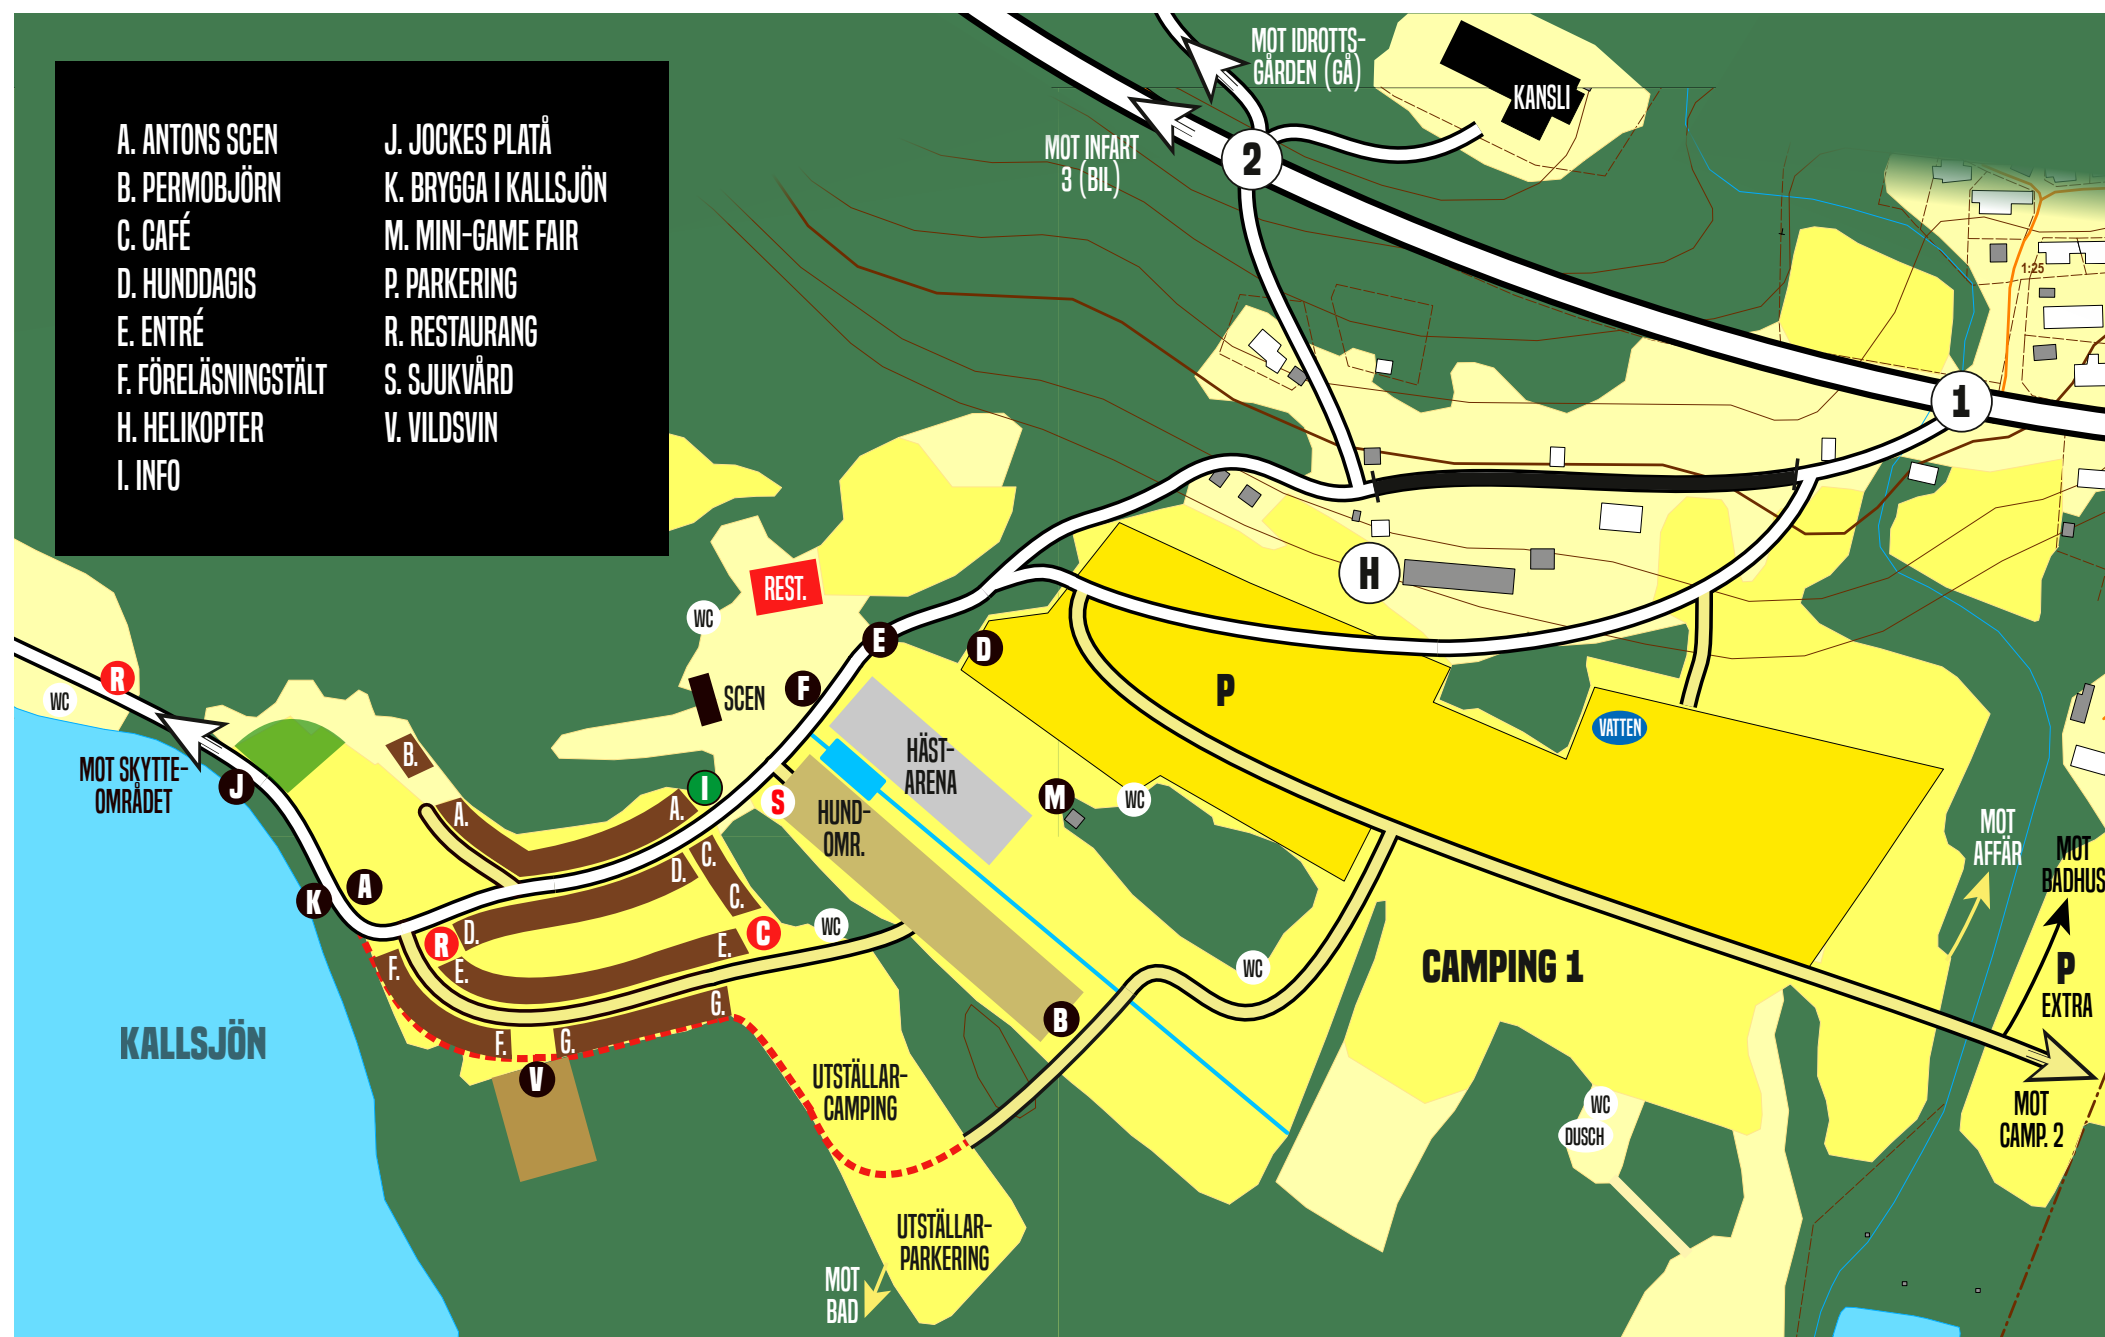 A. ANTONS SCEN
B. PERMOBJÖRN
C. CAFÉ
D. HUNDDAGIS
E. ENTRÉ
F. FÖRELÄSNINGSTÄLT
H. HELIKOPTER
I. INFO
J. JOCKES PLATÅ
K. BRYGGA I KALLSJÖN
M. MINI-GAME FAIR
P. PARKERING
R. RESTAURANG
S. SJUKVÅRD
V. VILDSVIN
MOT IDROTTS-
GÅRDEN (GÅ)
KANSLI
MOT INFART
3 (BIL)
2
1:25
1
H
REST.
WC
E
D
SCEN
F
P
VATTEN
R
WC
MOT SKYTTE-
OMRÅDET
J
B.
A.
A.
I
S
HÄST-
ARENA
HUND-
OMR.
M
WC
MOT
AFFÄR
MOT
BADHUS
P
EXTRA
K
A
D.
C.
C.
R
D.
E.
E.
C
WC
F.
F.
G.
G.
V
B
WC
CAMPING 1
KALLSJÖN
UTSTÄLLAR-
CAMPING
WC
DUSCH
MOT
CAMP. 2
UTSTÄLLAR-
PARKERING
MOT
BAD